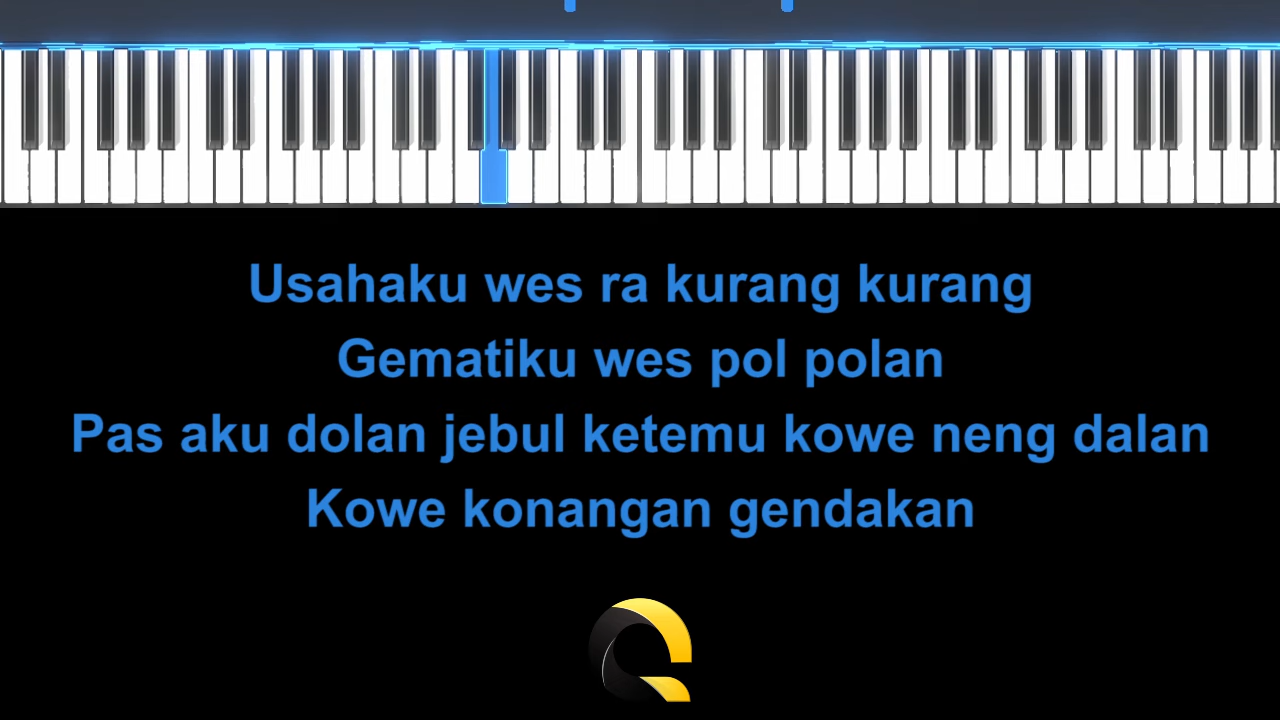 Usahaku wes ra kurang kurang
Gematiku wes pol polan
Pas aku dolan jebul ketemu kowe neng dalan
Kowe konangan gendakan